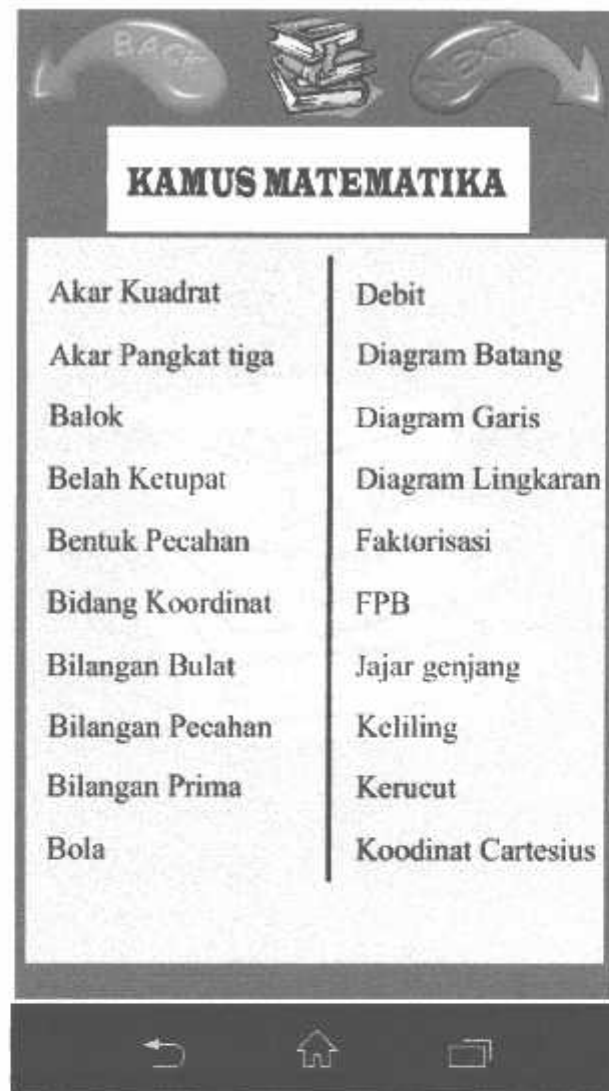 BACK
KAMUS MATEMATIKA
Akar Kuadrat
Akar Pangkat tiga
Balok
Belah Ketupat
Bentuk Pecahan
Bidang Koordinat
Bilangan Bulat
Bilangan Pecahan
Bilangan Prima
Bola
Debit
Diagram Batang
Diagram Garis
Diagram Lingkaran
Faktorisasi
FPB
Jajar genjang
Keliling
Kerucut
Koodinat Cartesius